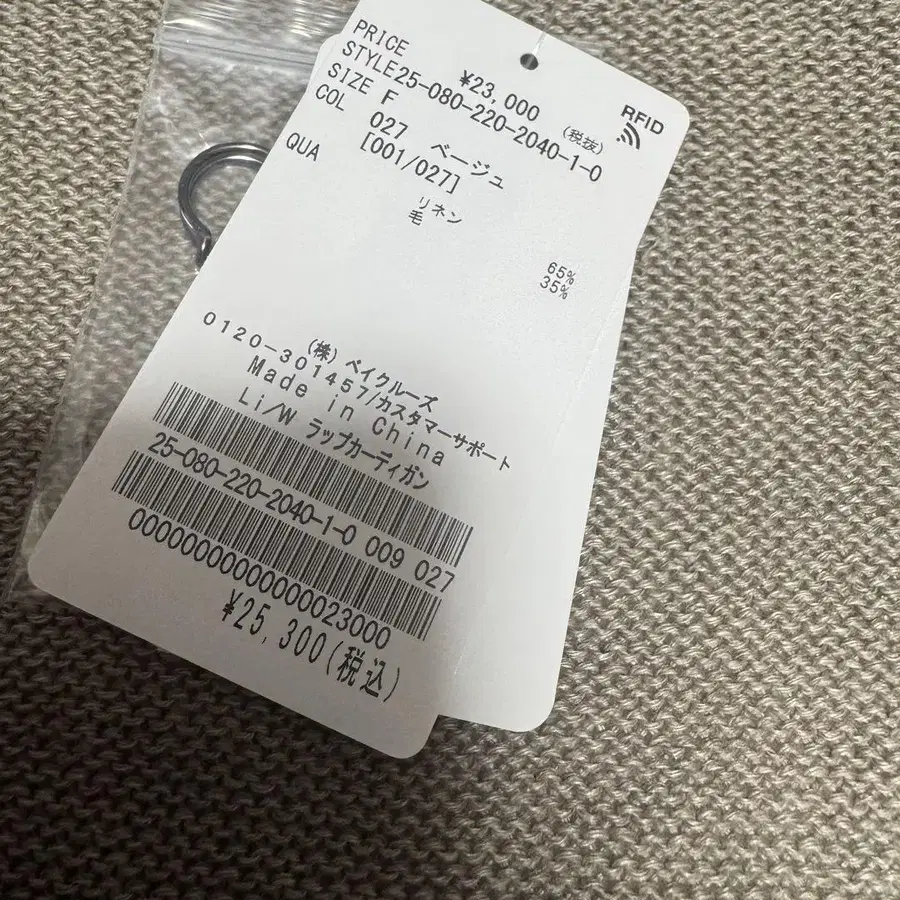 PRICE ¥23,000 (税抜)
STYLE25-080-220-2040-1-0
SIZE F
COL 027 ベージュ
[001/027]
QUA
リネン 65%
毛 35%
RFID
(株)ベイクルーズ
0120-301457/カスタマーサポート
Made in China
Li/W ラップカーディガン
25-080-220-2040-1-0 009 027
0000000000000023000
¥25,300(税込)